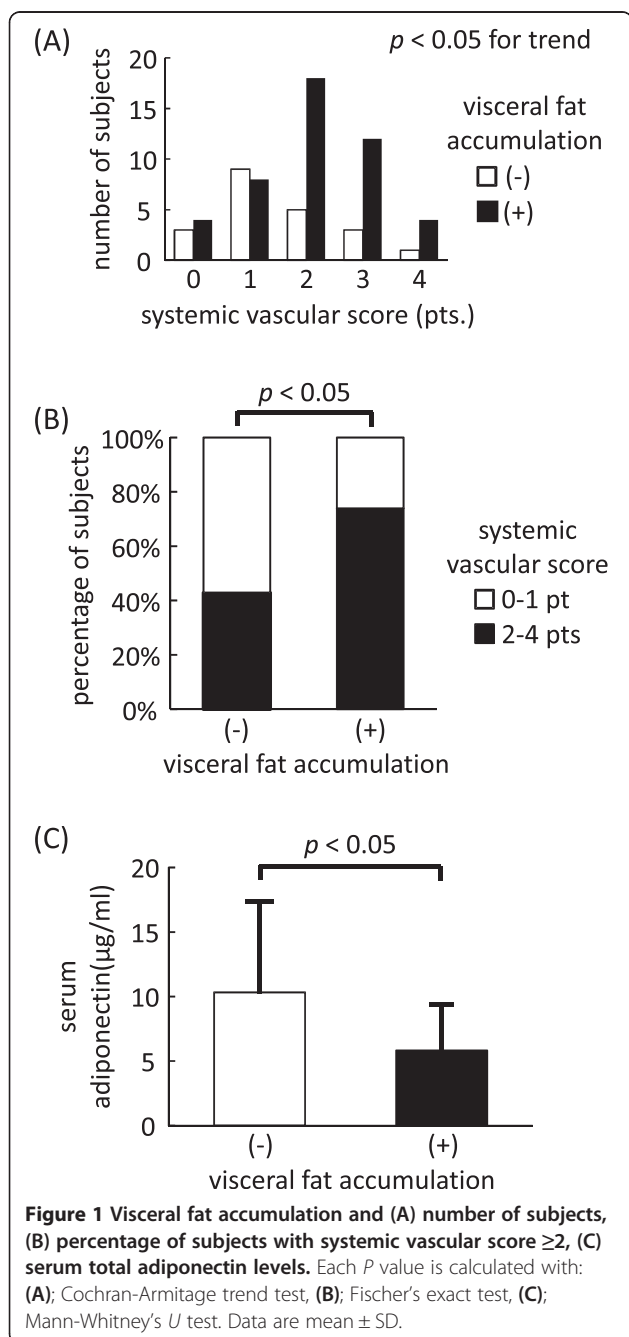 (A)
p < 0.05 for trend
number of subjects
20
15
10
5
0
0 1 2 3 4
systemic vascular score (pts.)
visceral fat
accumulation
(-)
(+)
(B)
p < 0.05
percentage of subjects
100%
80%
60%
40%
20%
0%
(-) (+)
visceral fat accumulation
systemic
vascular score
0-1 pt
2-4 pts
(C)
p < 0.05
serum
adiponectin(μg/ml)
20
15
10
5
0
(-) (+)
visceral fat accumulation
Figure 1 Visceral fat accumulation and (A) number of subjects,
(B) percentage of subjects with systemic vascular score ≥2, (C)
serum total adiponectin levels. Each P value is calculated with:
(A); Cochran-Armitage trend test, (B); Fischer's exact test, (C);
Mann-Whitney's U test. Data are mean ± SD.